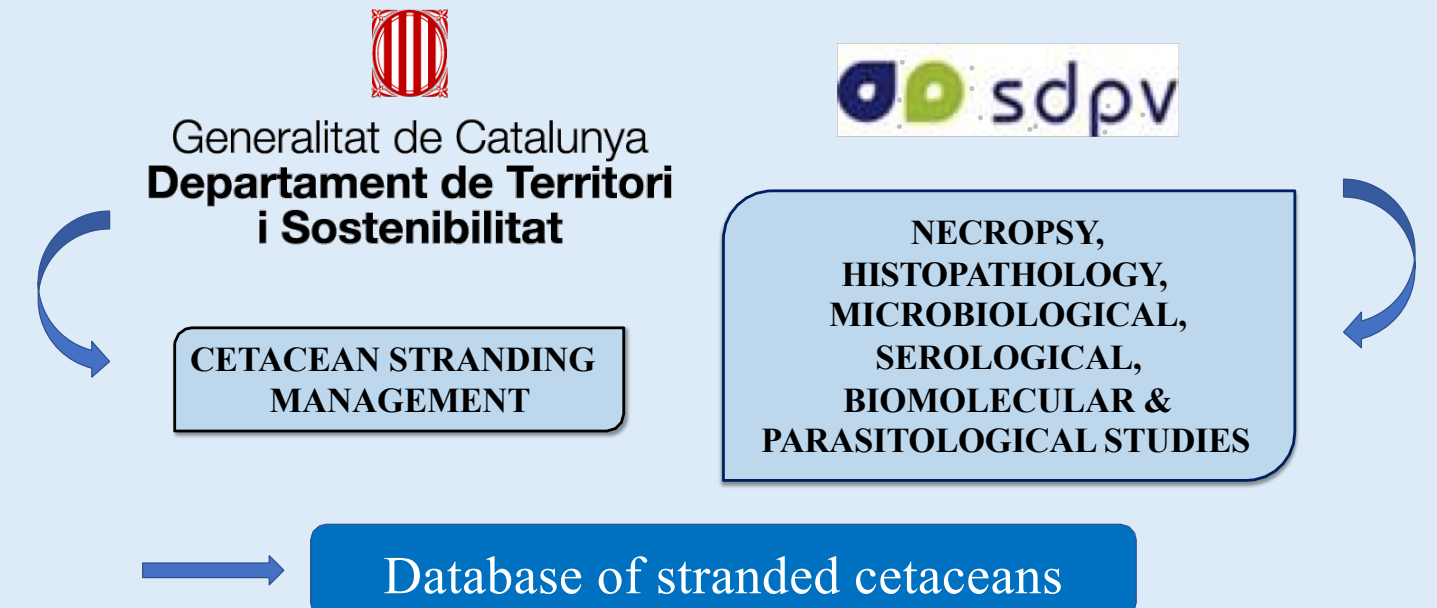 Generalitat de Catalunya
Departament de Territori
i Sostenibilitat
CETACEAN STRANDING
MANAGEMENT
sdpv
NECROPSY,
HISTOPATHOLOGY,
MICROBIOLOGICAL,
SEROLOGICAL,
BIOMOLECULAR &
PARASITOLOGICAL STUDIES
Database of stranded cetaceans